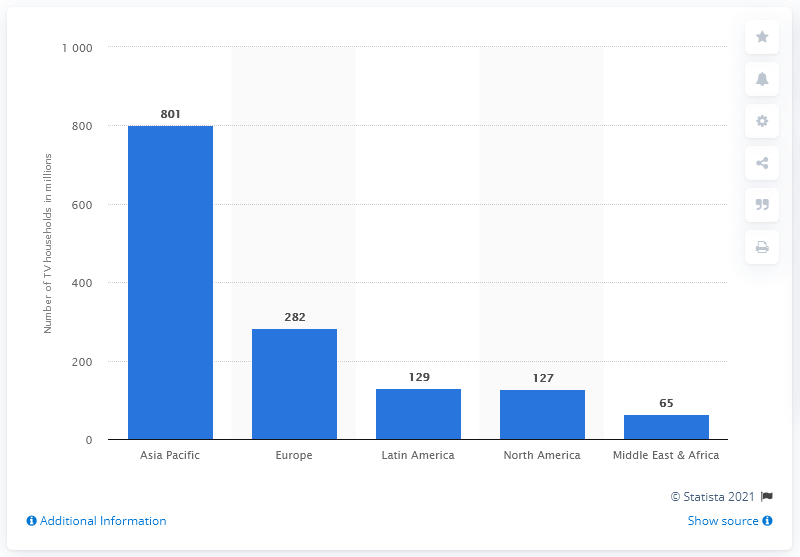 1 000
800
600
400
200
0
Number of TV households in millions
801
282
129
127
65
Asia Pacific
Europe
Latin America
North America
Middle East & Africa
© Statista 2021
Additional Information
Show source